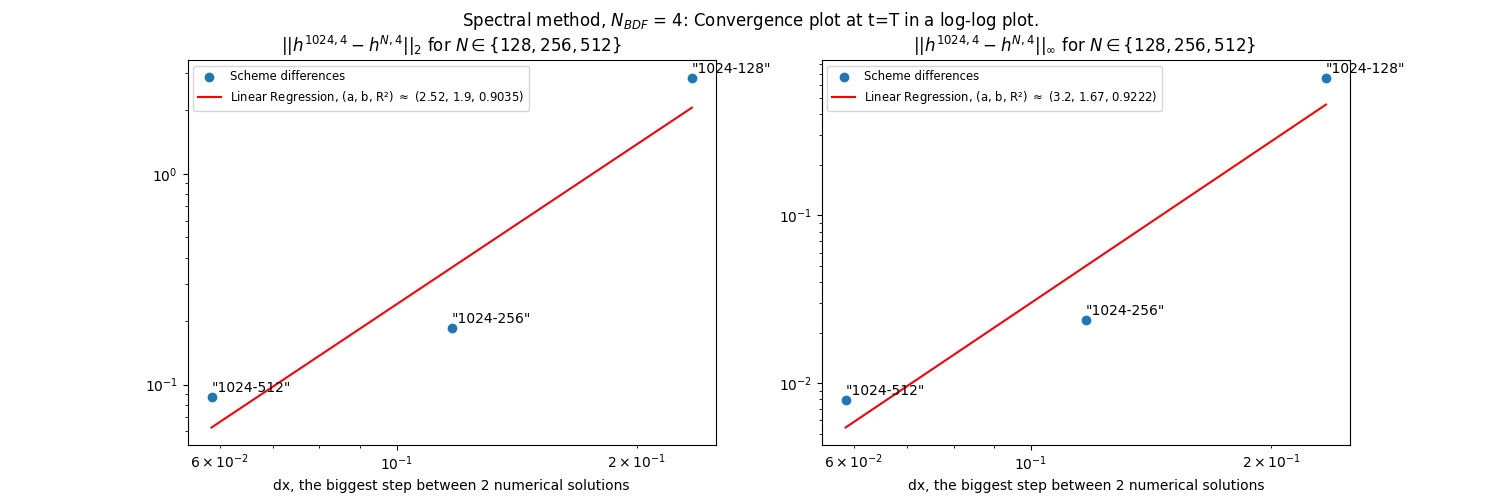 Spectral method, $N_{BDF}$ = 4: Convergence plot at t=T in a log-log plot.
$||h^{1024,4} - h^{N,4}||_2$ for $N \in \{128, 256, 512\}$
Scheme differences
Linear Regression, (a, b, R²) ≈ (2.52, 1.9, 0.9035)
"1024-128"
"1024-256"
"1024-512"
$10^0$
$10^{-1}$
$6 \times 10^{-2}$
$10^{-1}$
$2 \times 10^{-1}$
dx, the biggest step between 2 numerical solutions
$||h^{1024,4} - h^{N,4}||_\infty$ for $N \in \{128, 256, 512\}$
Scheme differences
Linear Regression, (a, b, R²) ≈ (3.2, 1.67, 0.9222)
"1024-128"
"1024-256"
"1024-512"
$10^{-1}$
$10^{-2}$
$6 \times 10^{-2}$
$10^{-1}$
$2 \times 10^{-1}$
dx, the biggest step between 2 numerical solutions